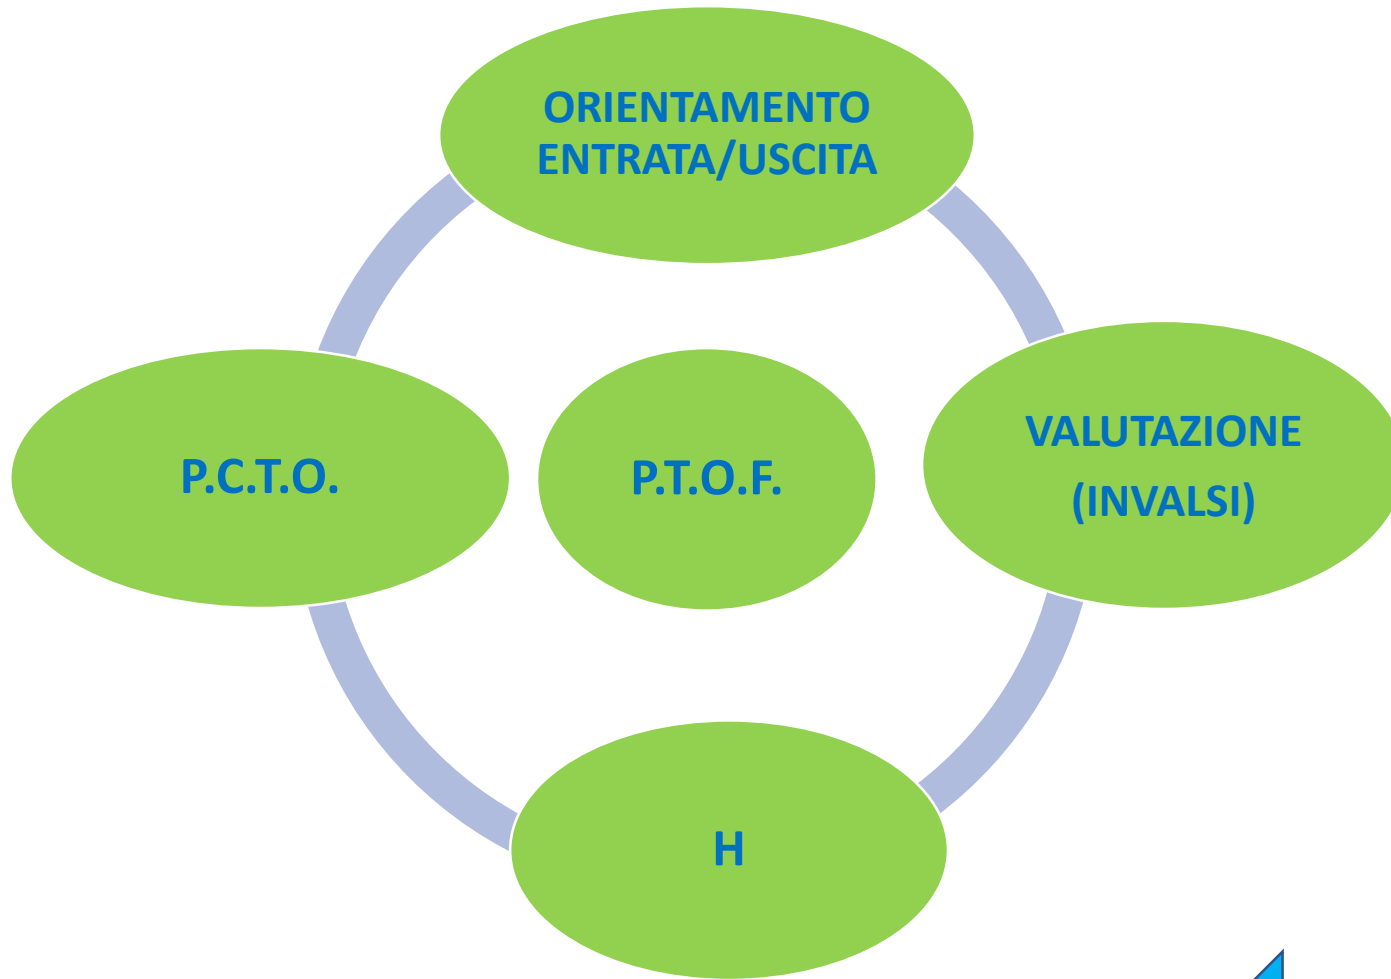 ORIENTAMENTO
ENTRATA/USCITA
P.C.T.O.
P.T.O.F.
VALUTAZIONE
(INVALSI)
H